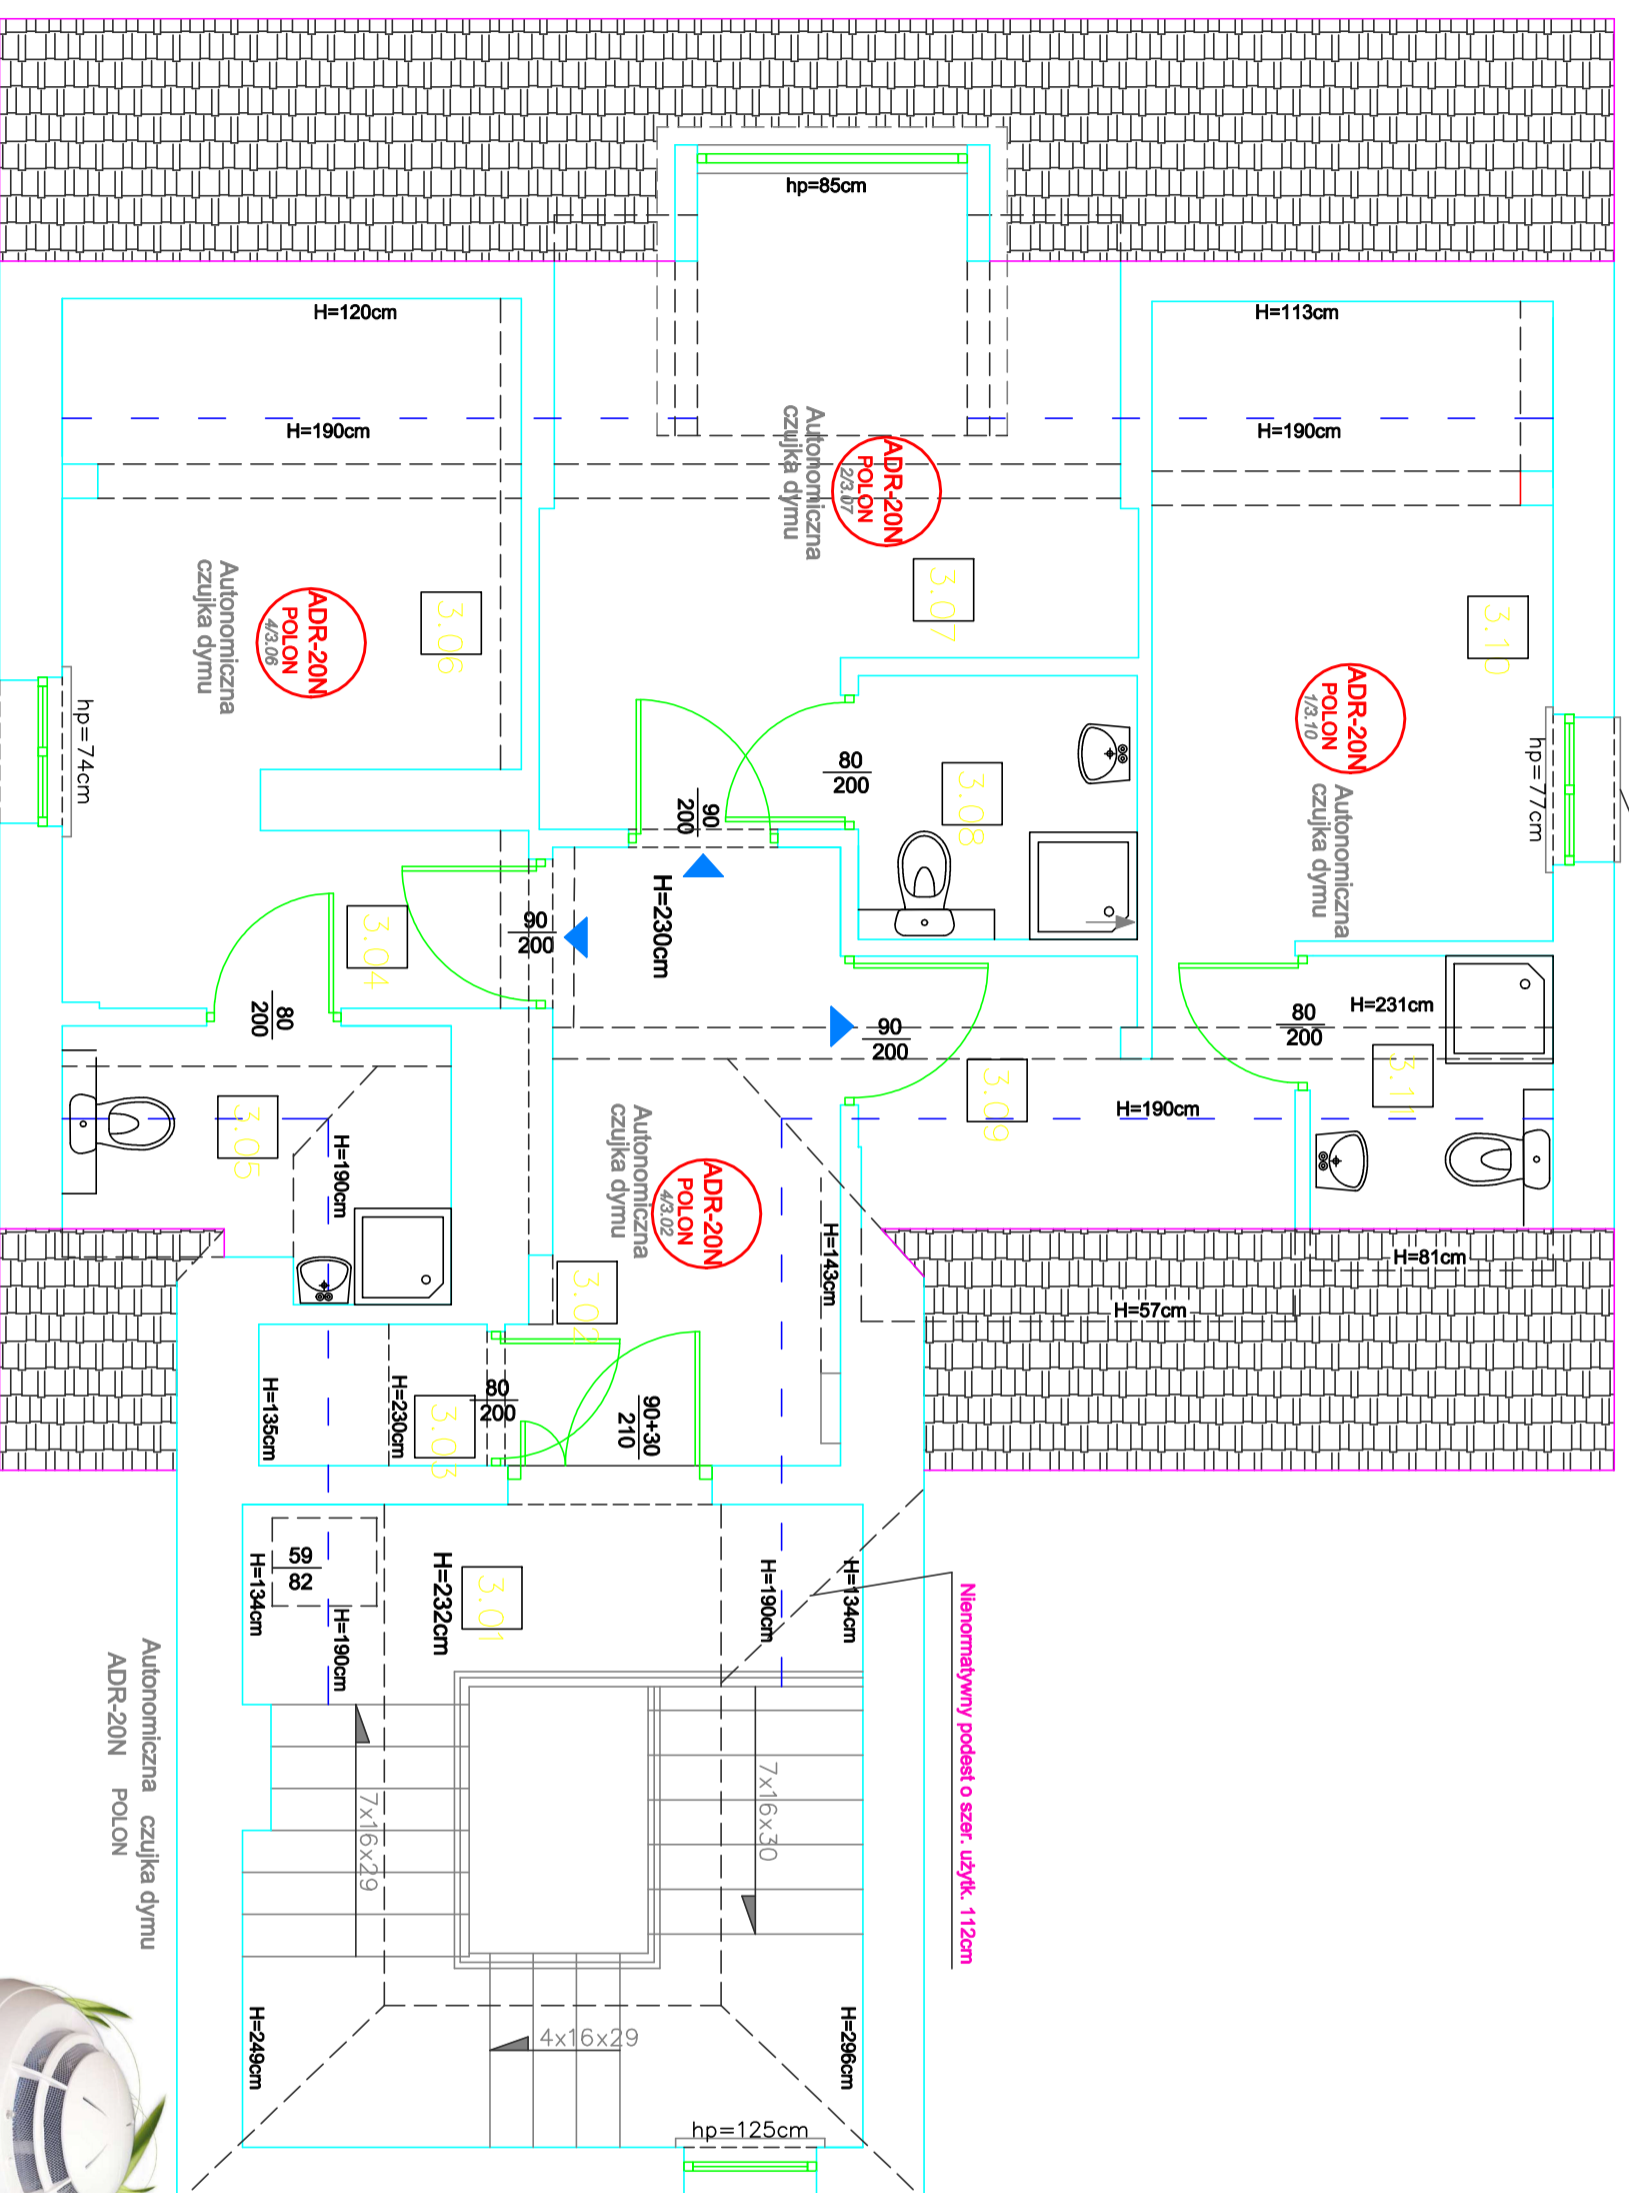 hp=85cm
H=120cm
H=113cm
H=190cm
H=190cm
Autonomiczna
czujka dymu
ADR-20N
POLON
2/3.07
Autonomiczna
czujka dymu
ADR-20N
POLON
4/3.06
3.06
3.07
3.10
ADR-20N
POLON
1/3.10
Autonomiczna
czujka dymu
hp=74cm
hp=77cm
80
200
90
200
3.08
H=230cm
90
200
3.04
80
200
90
200
80
200
H=231cm
3.11
3.09
H=190cm
3.05
H=190cm
Autonomiczna
czujka dymu
ADR-20N
POLON
4/3.02
3.02
H=143cm
H=81cm
H=57cm
H=135cm
H=230cm
3.03
80
200
90+30
210
59
82
H=134cm
H=190cm
H=232cm
3.01
H=190cm
H=134cm
Nienormatywny podest o szer. użytk. 112cm
Autonomiczna czujka dymu
ADR-20N POLON
7x16x29
7x16x30
4x16x29
H=249cm
H=296cm
hp=125cm